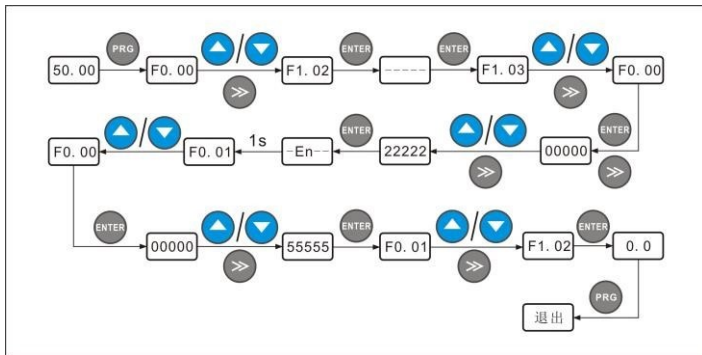 PRG / ENTER ENTER /
50.00 F0.00 F1.02 ----- F1.03 F0.00
/ 1s ENTER / ENTER
F0.00 F0.01 -En-- 22222 00000
ENTER / ENTER / ENTER
00000 55555 F0.01 F1.02 0.0
PRG
退出